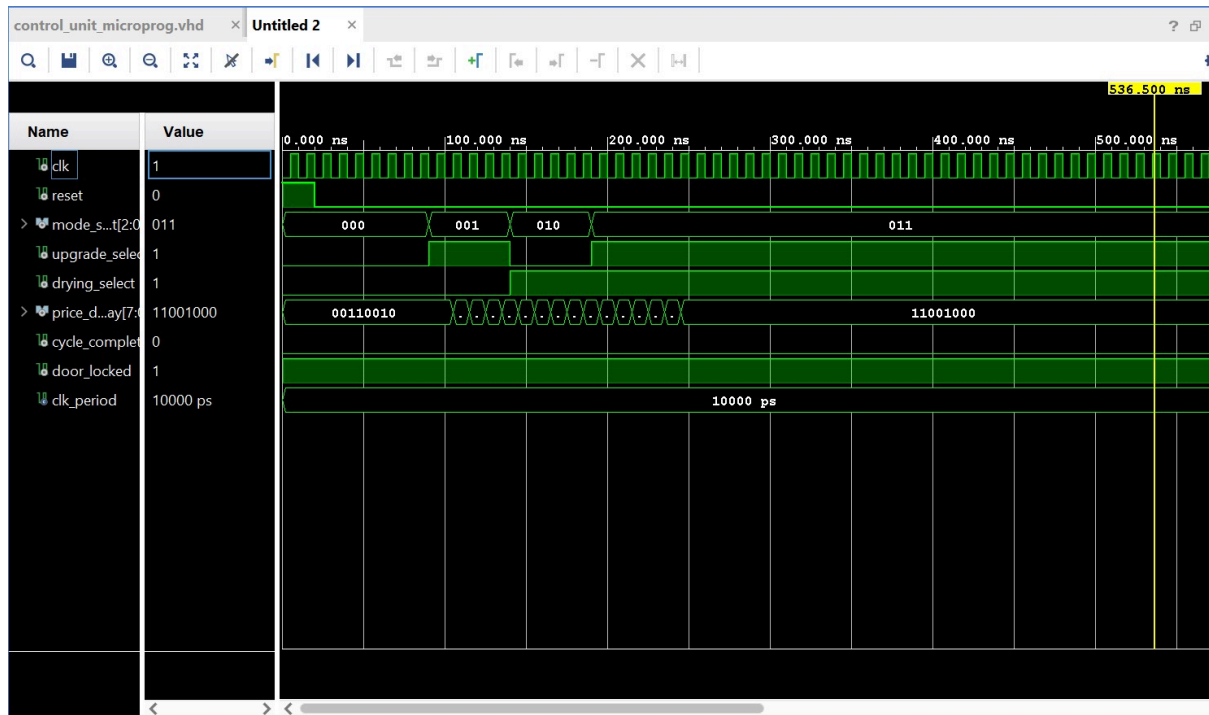 control_unit_microprog.vhd × Untitled 2 × ?
536.500 ns
Name Value
0.000 ns 100.000 ns 200.000 ns 300.000 ns 400.000 ns 500.000 ns
clk 1
reset 0
> mode_s...t[2:0 011 000 001 010 011
upgrade_selec 1
drying_select 1
> price_d...ay[7:0 11001000 00110010 . . . . . . . . . . . . . . 11001000
cycle_complet 0
door_locked 1
clk_period 10000 ps 10000 ps